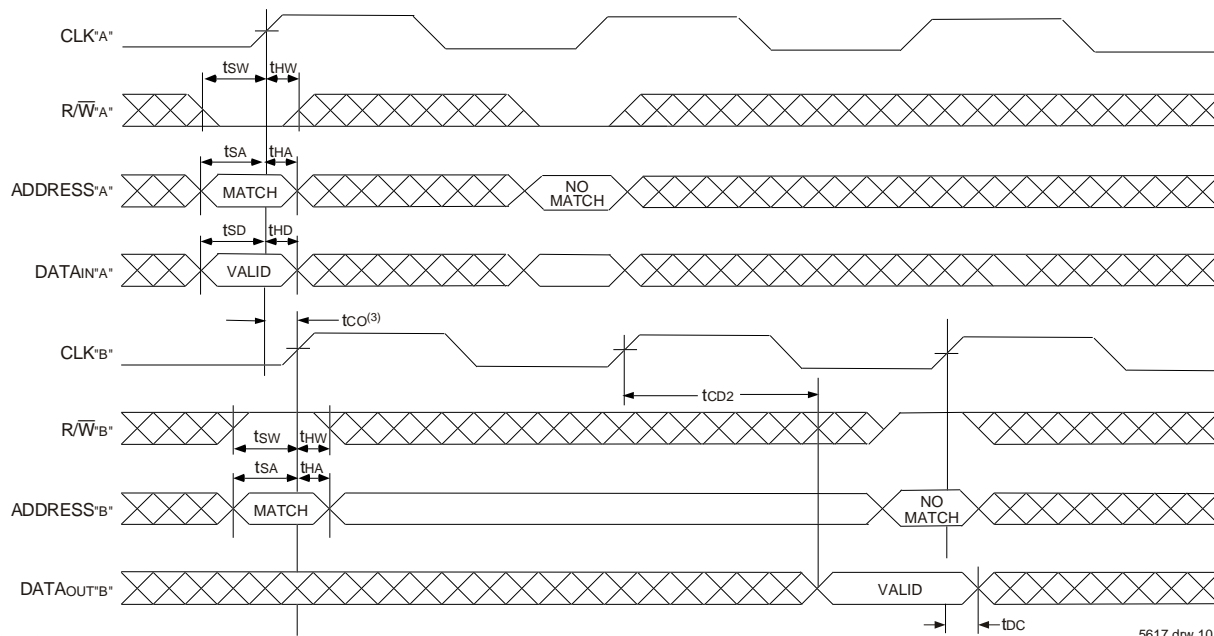 CLK"A"
tSW tHW
R/W̅"A"
tSA tHA
ADDRESS"A" MATCH NO MATCH
tSD tHD
DATAIN"A" VALID
tCO(3)
CLK"B"
tCD2
R/W̅"B"
tSW tHW
tSA tHA
ADDRESS"B" MATCH NO MATCH
DATAOUT"B" VALID
tDC
5617 drw 10